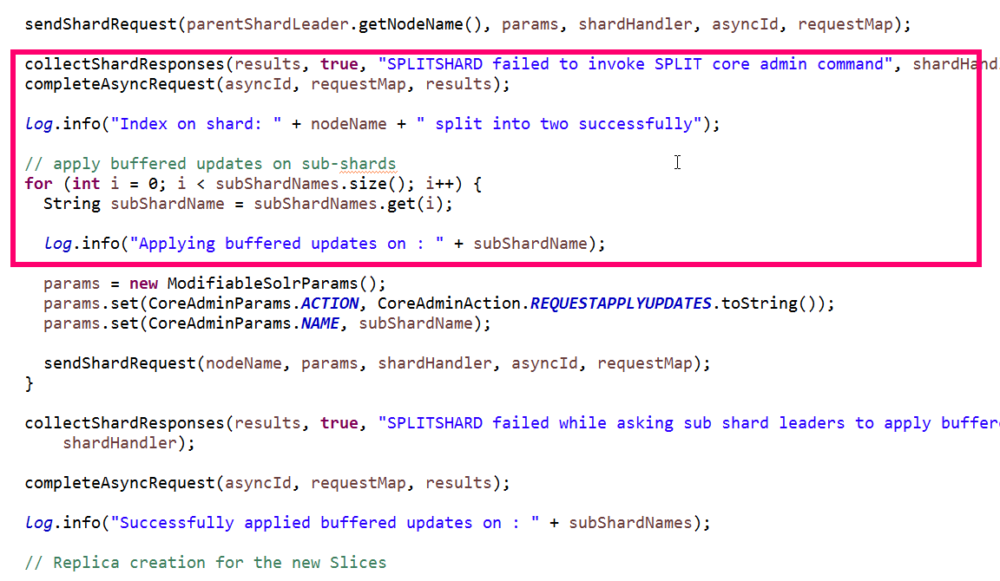 sendShardRequest(parentShardLeader.getNodeName(), params, shardHandler, asyncId, requestMap);
collectShardResponses(results, true, "SPLITSHARD failed to invoke SPLIT core admin command", shardHandl
completeAsyncRequest(asyncId, requestMap, results);
log.info("Index on shard: " + nodeName + " split into two successfully");
// apply buffered updates on sub-shards
for (int i = 0; i < subShardNames.size(); i++) {
String subShardName = subShardNames.get(i);
log.info("Applying buffered updates on : " + subShardName);
params = new ModifiableSolrParams();
params.set(CoreAdminParams.ACTION, CoreAdminAction.REQUESTAPPLYUPDATES.toString());
params.set(CoreAdminParams.NAME, subShardName);
sendShardRequest(nodeName, params, shardHandler, asyncId, requestMap);
}
collectShardResponses(results, true, "SPLITSHARD failed while asking sub shard leaders to apply buffer
shardHandler);
completeAsyncRequest(asyncId, requestMap, results);
log.info("Successfully applied buffered updates on : " + subShardNames);
// Replica creation for the new Slices